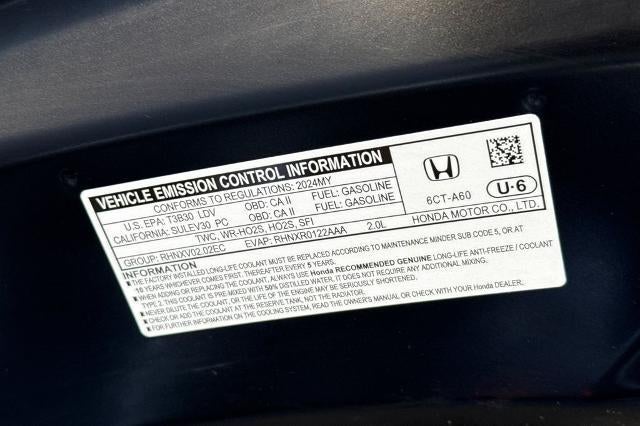 VEHICLE EMISSION CONTROL INFORMATION
CONFORMS TO REGULATIONS: 2024MY
U.S. EPA: T3B30 LDV OBD: CA II FUEL: GASOLINE
CALIFORNIA: SULEV30 PC OBD: CA II FUEL: GASOLINE
TWC, WR-HO2S, HO2S, SFI
GROUP: RHNXV02.02EC EVAP: RHNXR0122AAA 2.0L
6CT-A60
U-6
HONDA MOTOR CO., LTD.
INFORMATION
■ THE FACTORY INSTALLED LONG-LIFE COOLANT MUST BE REPLACED ACCORDING TO MAINTENANCE MINDER SUB CODE 5, OR AT
10 YEARS WHICHEVER COMES FIRST. THEREAFTER EVERY 5 YEARS.
■ WHEN ADDING OR REPLACING THE COOLANT, ALWAYS USE Honda RECOMMENDED GENUINE LONG-LIFE ANTI-FREEZE / COOLANT
TYPE 2. THIS COOLANT IS PRE-MIXED WITH 50% DISTILLED WATER. IT DOES NOT REQUIRE ANY ADDITIONAL MIXING.
■ NEVER DILUTE THE COOLANT, OR THE LIFE OF THE ENGINE MAY BE SERIOUSLY SHORTENED.
■ CHECK OR ADD THE COOLANT AT THE RESERVE TANK, NOT THE RADIATOR.
■ FOR FURTHER INFORMATION ON THE COOLING SYSTEM, READ THE OWNER'S MANUAL OR CHECK WITH YOUR Honda DEALER.